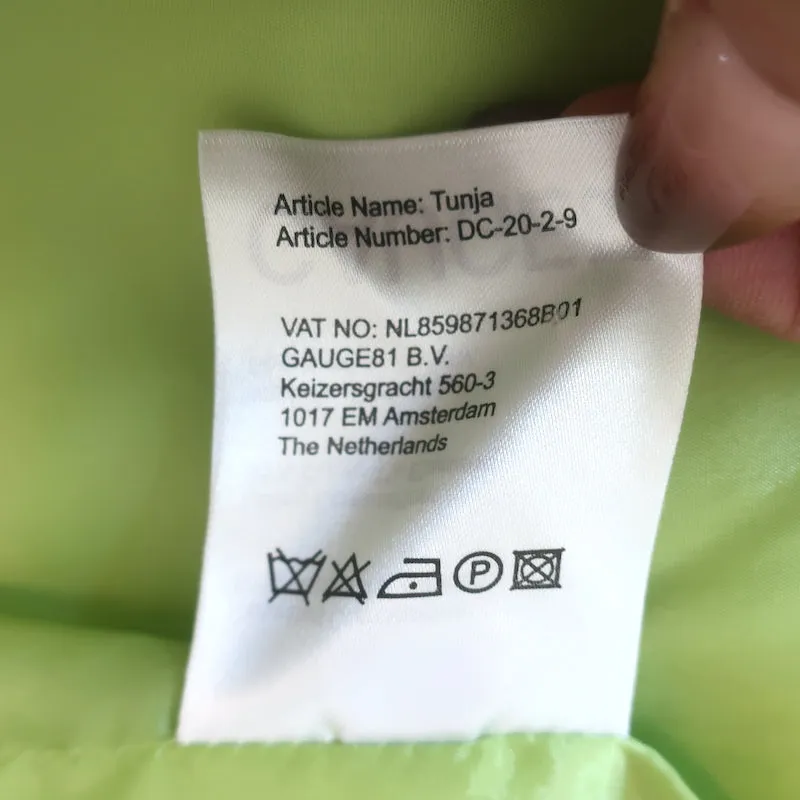 Article Name: Tunja
Article Number: DC-20-2-9
VAT NO: NL859871368B01
GAUGE81 B.V.
Keizersgracht 560-3
1017 EM Amsterdam
The Netherlands
P